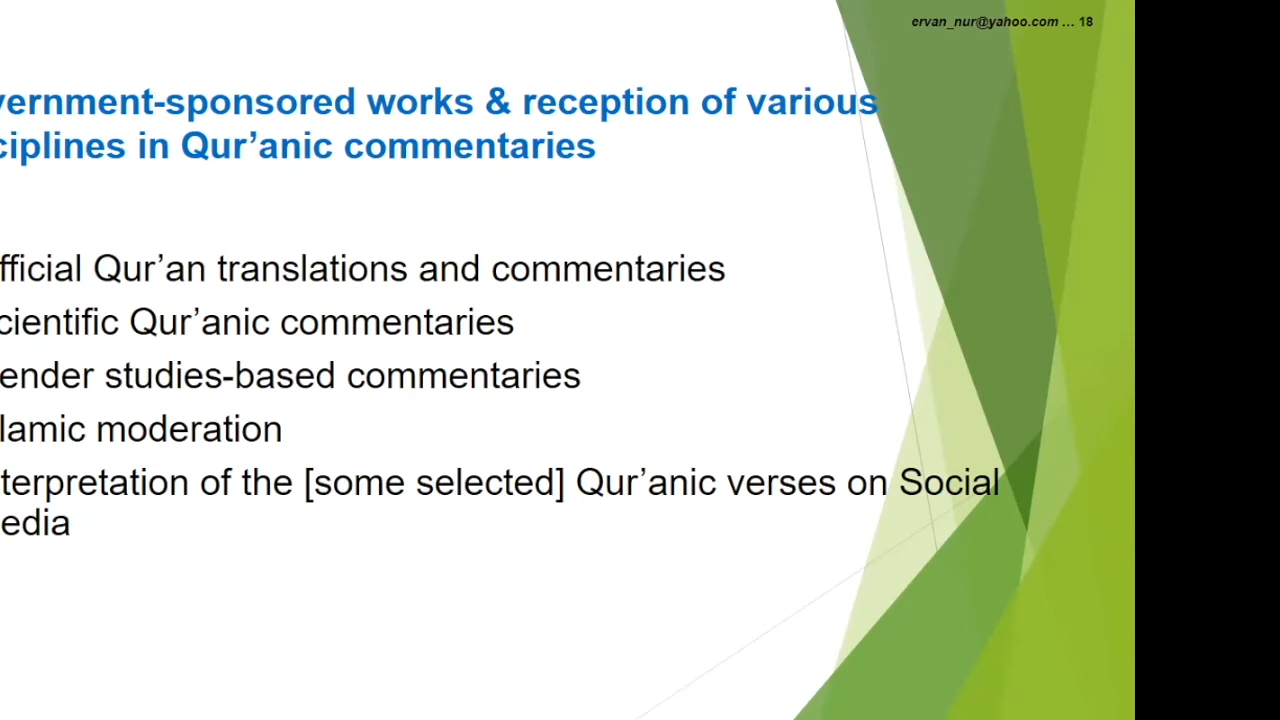 ervan_nur@yahoo.com ... 18
vernment-sponsored works & reception of various
ciplines in Qur’anic commentaries
fficial Qur’an translations and commentaries
cientific Qur’anic commentaries
ender studies-based commentaries
lamic moderation
terpretation of the [some selected] Qur’anic verses on Social
edia